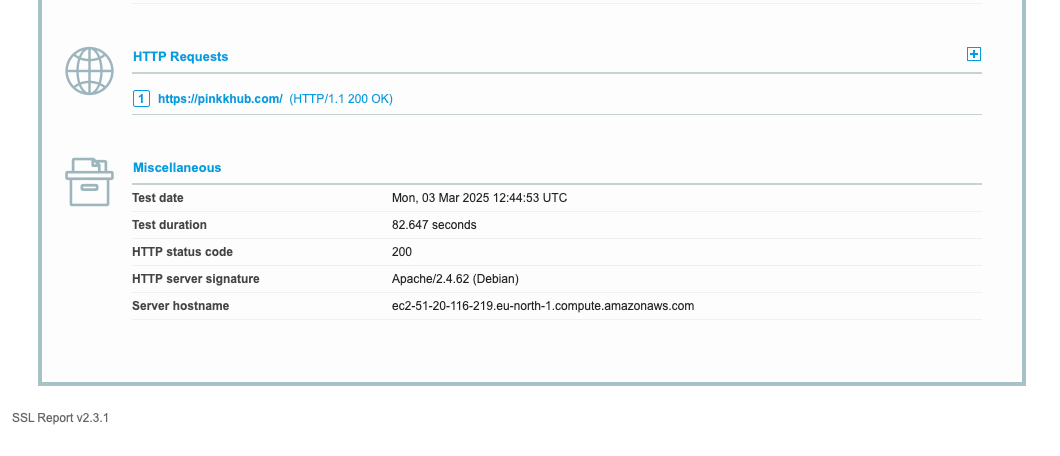 HTTP Requests
1 https://pinkkhub.com/ (HTTP/1.1 200 OK)
Miscellaneous
Test date Mon, 03 Mar 2025 12:44:53 UTC
Test duration 82.647 seconds
HTTP status code 200
HTTP server signature Apache/2.4.62 (Debian)
Server hostname ec2-51-20-116-219.eu-north-1.compute.amazonaws.com
SSL Report v2.3.1